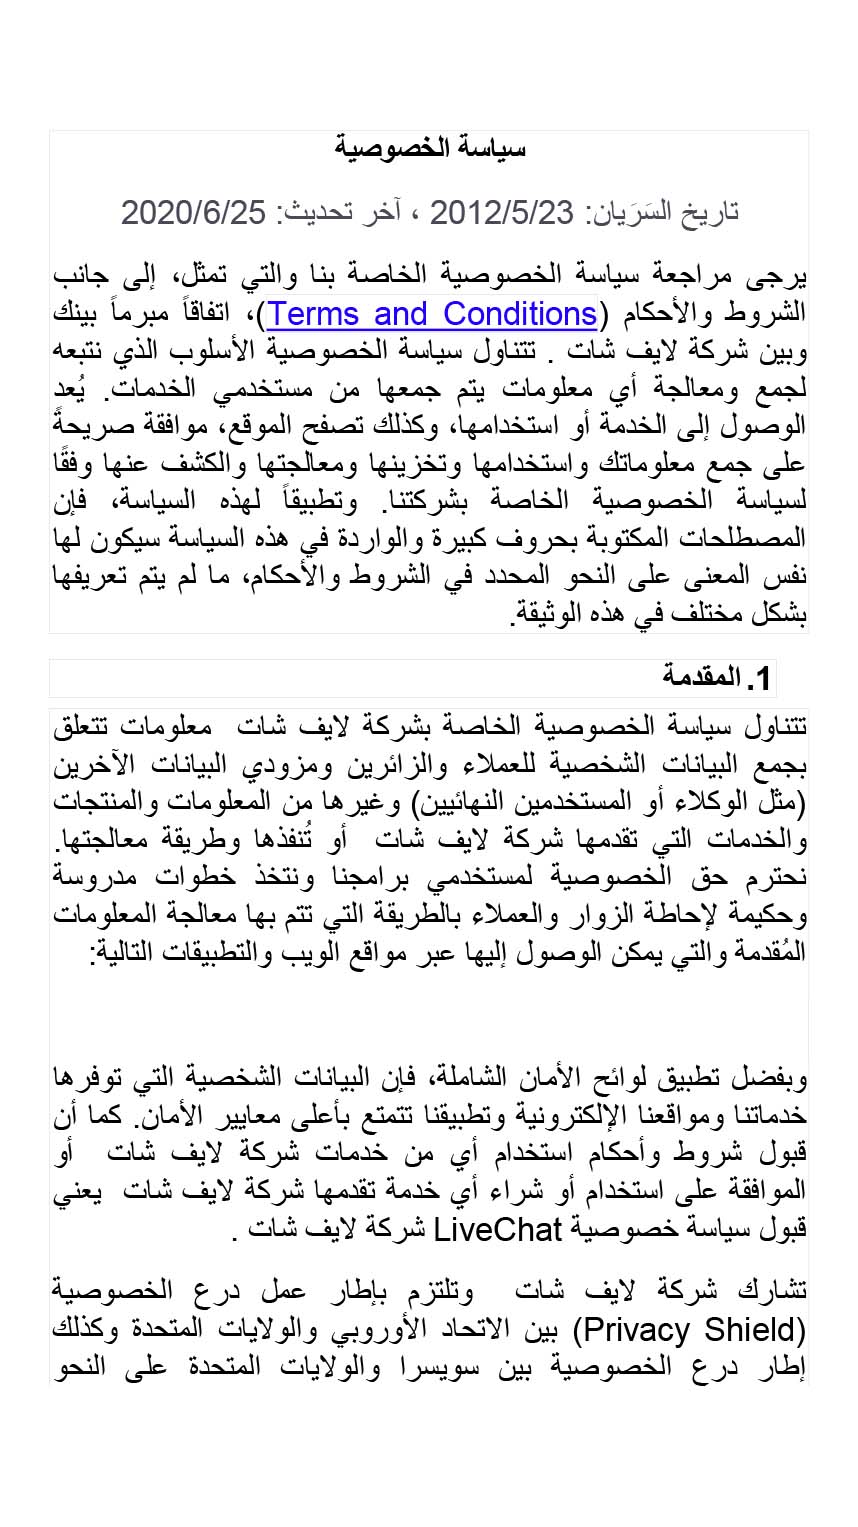 سياسة الخصوصية
تاريخ السَرَيان: 2012/5/23 ، آخر تحديث: 2020/6/25
يرجى مراجعة سياسة الخصوصية الخاصة بنا والتي تمثل، إلى جانب
الشروط والأحكام (Terms and Conditions)، اتفاقاً مبرماً بينك
وبين شركة لايف شات . تتناول سياسة الخصوصية الأسلوب الذي نتبعه
لجمع ومعالجة أي معلومات يتم جمعها من مستخدمي الخدمات. يُعد
الوصول إلى الخدمة أو استخدامها، وكذلك تصفح الموقع، موافقة صريحةً
على جمع معلوماتك واستخدامها وتخزينها ومعالجتها والكشف عنها وفقًا
لسياسة الخصوصية الخاصة بشركتنا. وتطبيقاً لهذه السياسة، فإن
المصطلحات المكتوبة بحروف كبيرة والواردة في هذه السياسة سيكون لها
نفس المعنى على النحو المحدد في الشروط والأحكام، ما لم يتم تعريفها
بشكل مختلف في هذه الوثيقة.
1. المقدمة
تتناول سياسة الخصوصية الخاصة بشركة لايف شات معلومات تتعلق
بجمع البيانات الشخصية للعملاء والزائرين ومزودي البيانات الآخرين
(مثل الوكلاء أو المستخدمين النهائيين) وغيرها من المعلومات والمنتجات
والخدمات التي تقدمها شركة لايف شات أو تُنفذها وطريقة معالجتها.
نحترم حق الخصوصية لمستخدمي برامجنا ونتخذ خطوات مدروسة
وحكيمة لإحاطة الزوار والعملاء بالطريقة التي تتم بها معالجة المعلومات
المُقدمة والتي يمكن الوصول إليها عبر مواقع الويب والتطبيقات التالية:
وبفضل تطبيق لوائح الأمان الشاملة، فإن البيانات الشخصية التي توفرها
خدماتنا ومواقعنا الإلكترونية وتطبيقنا تتمتع بأعلى معايير الأمان. كما أن
قبول شروط وأحكام استخدام أي من خدمات شركة لايف شات أو
الموافقة على استخدام أو شراء أي خدمة تقدمها شركة لايف شات يعني
قبول سياسة خصوصية LiveChat شركة لايف شات .
تشارك شركة لايف شات وتلتزم بإطار عمل درع الخصوصية
(Privacy Shield) بين الاتحاد الأوروبي والولايات المتحدة وكذلك
إطار درع الخصوصية بين سويسرا والولايات المتحدة على النحو